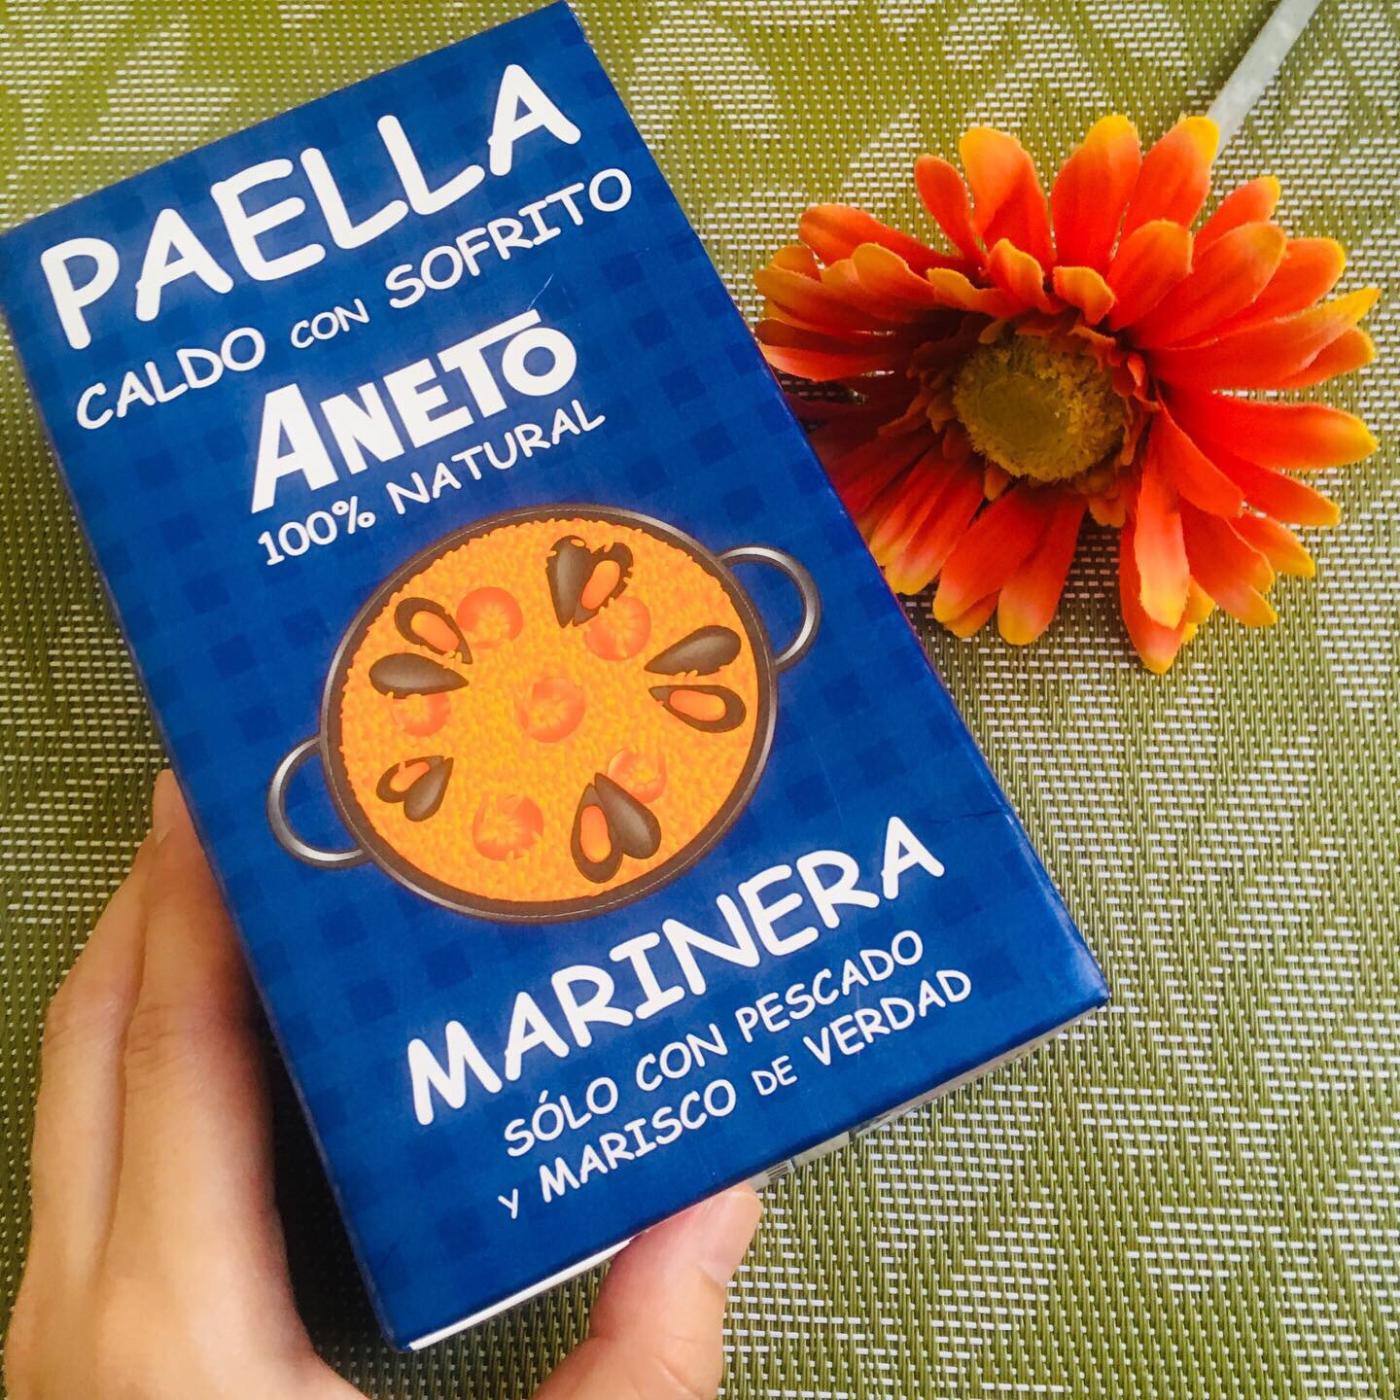 PAELLA
CALDO CON SOFRITO
ANETO
100% NATURAL
MARINERA
SÓLO CON PESCADO
Y MARISCO DE VERDAD